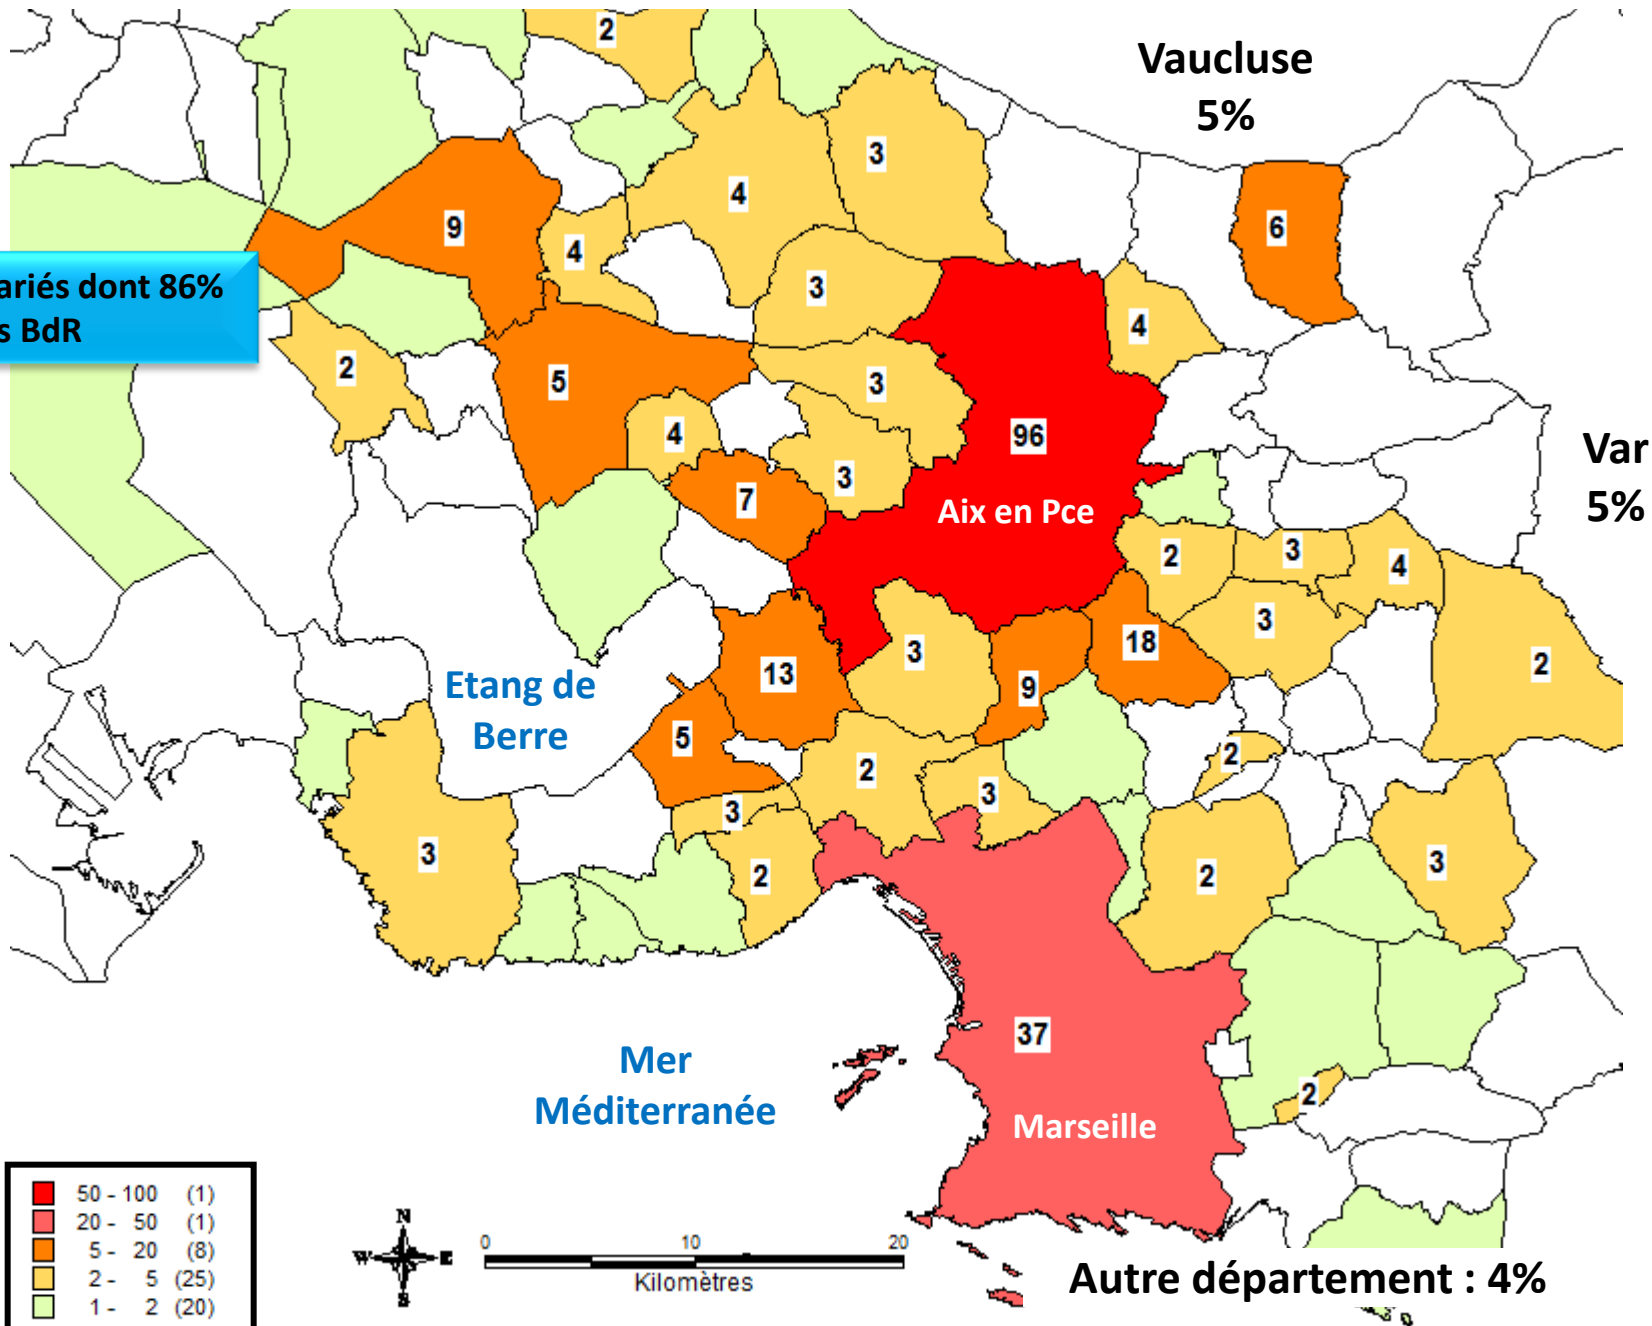 2
Vaucluse
5%
3
4
9
6
4
ariés dont 86%
s BdR
3
4
2
5
3
4
96
3
Var
5%
7
Aix en Pce
2
3
4
3
18
3
2
13
9
Etang de
Berre
5
2
2
3
3
3
2
2
3
37
Mer
Méditerranée
2
Marseille
50 - 100 (1)
20 - 50 (1)
5 - 20 (8)
2 - 5 (25)
1 - 2 (20)
N
W E
S
0 10 20
Kilomètres
Autre département : 4%